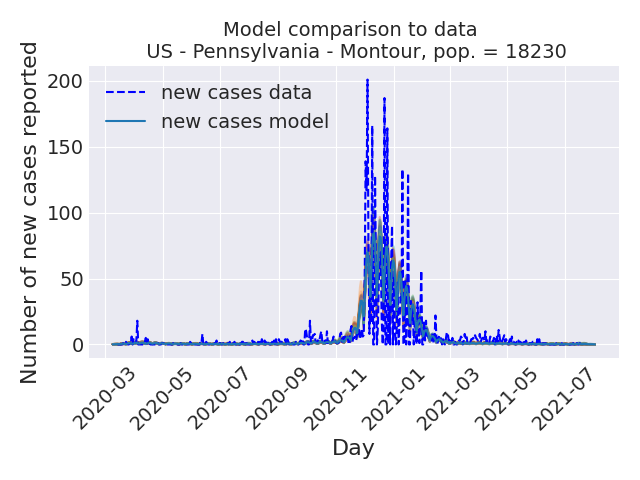 Model comparison to data
US - Pennsylvania - Montour, pop. = 18230
Number of new cases reported
200
150
100
50
0
new cases data
new cases model
2020-03
2020-05
2020-07
2020-09
2020-11
2021-01
2021-03
2021-05
2021-07
Day